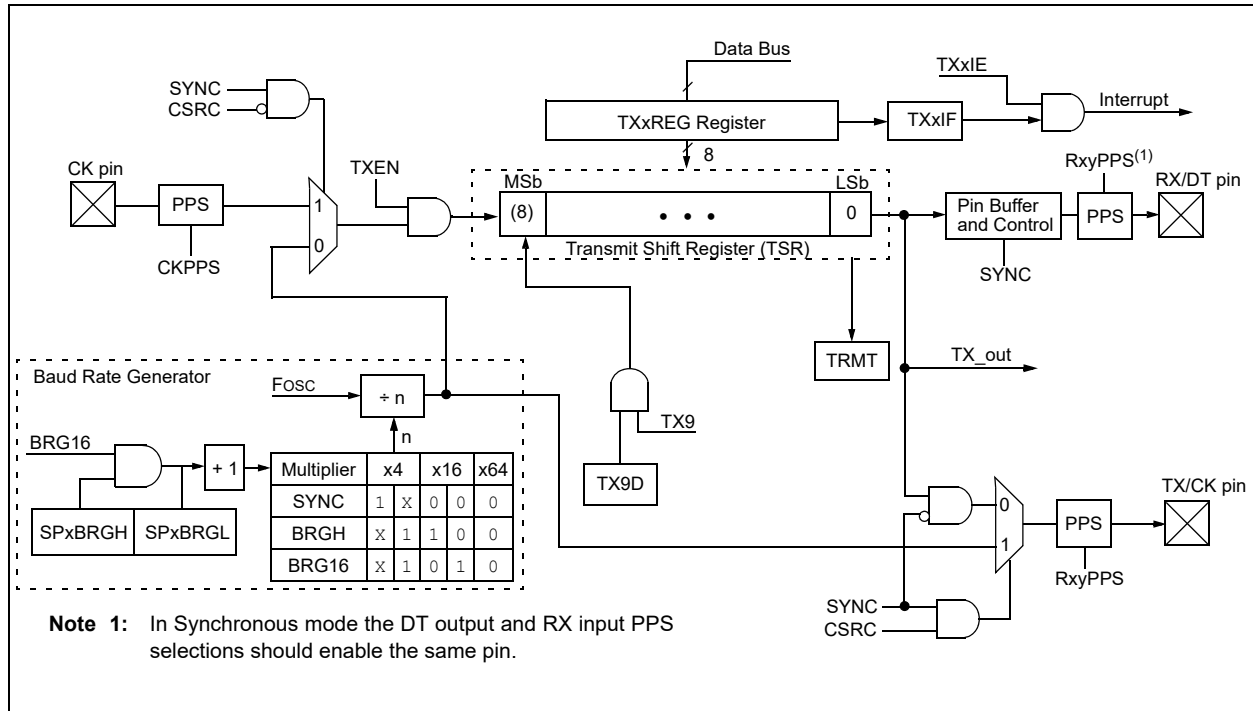 Data Bus
TXxIE
SYNC
CSRC
TXxREG Register
TXxIF
Interrupt
8
CK pin
TXEN
MSb
LSb
RxyPPS(1)
RX/DT pin
PPS
1
(8)
• • •
0
Pin Buffer
and Control
PPS
0
Transmit Shift Register (TSR)
CKPPS
SYNC
TRMT
TX_out
Baud Rate Generator
FOSC
÷ n
n
TX9
BRG16
+ 1
Multiplier x4 x16 x64
SYNC 1 X 0 0 0
BRGH X 1 1 0 0
BRG16 X 1 0 1 0
SPxBRGH
SPxBRGL
TX9D
TX/CK pin
0
1
PPS
RxyPPS
SYNC
CSRC
Note 1: In Synchronous mode the DT output and RX input PPS
selections should enable the same pin.